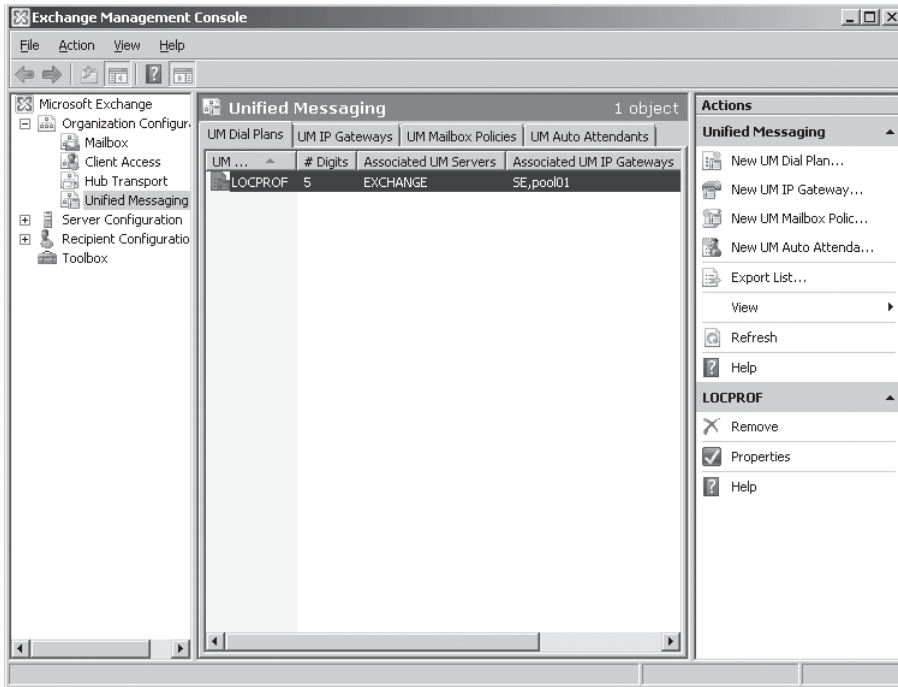 Exchange Management Console
File Action View Help
Microsoft Exchange
Organization Configur
Mailbox
Client Access
Hub Transport
Unified Messaging
Server Configuration
Recipient Configuratio
Toolbox
Unified Messaging 1 object
UM Dial Plans UM IP Gateways UM Mailbox Policies UM Auto Attendants
UM ... # Digits Associated UM Servers Associated UM IP Gateways
LOCPROF 5 EXCHANGE SE,pool01
Actions
Unified Messaging
New UM Dial Plan...
New UM IP Gateway...
New UM Mailbox Polic...
New UM Auto Attenda...
Export List...
View
Refresh
Help
LOCPROF
Remove
Properties
Help